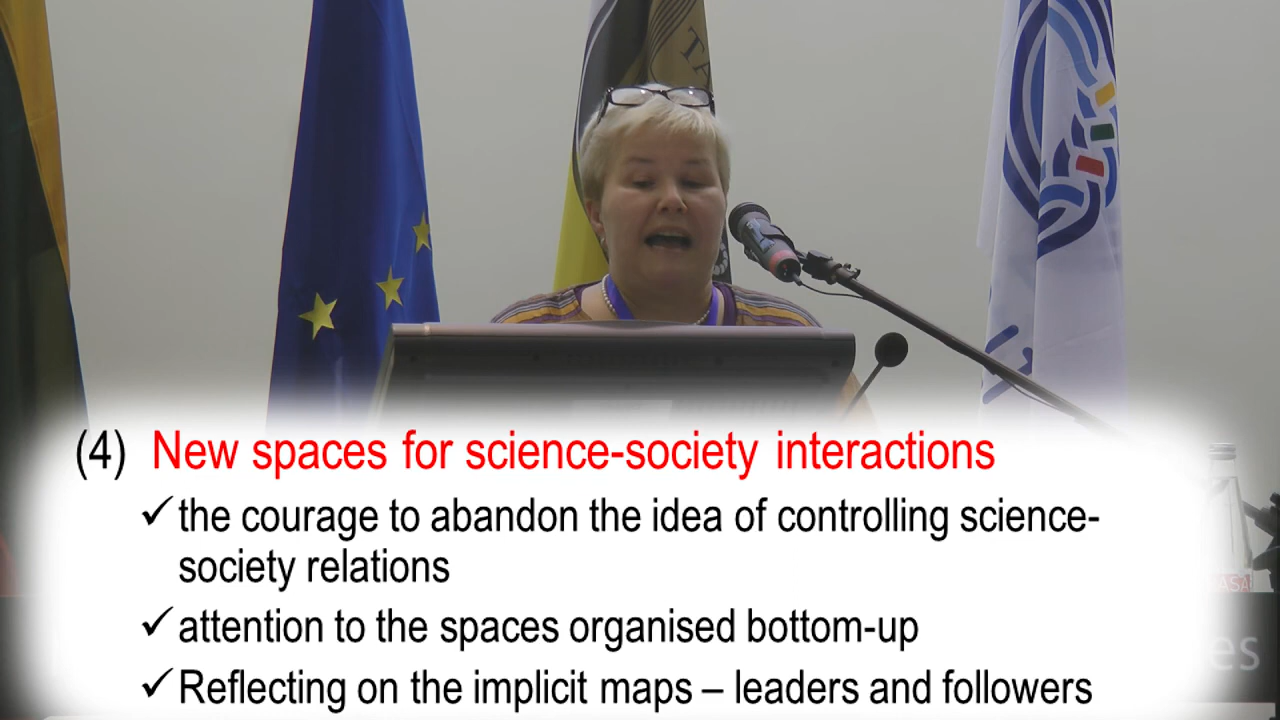 TA
(4) New spaces for science-society interactions
✓ the courage to abandon the idea of controlling science-
society relations
✓ attention to the spaces organised bottom-up
✓ Reflecting on the implicit maps – leaders and followers